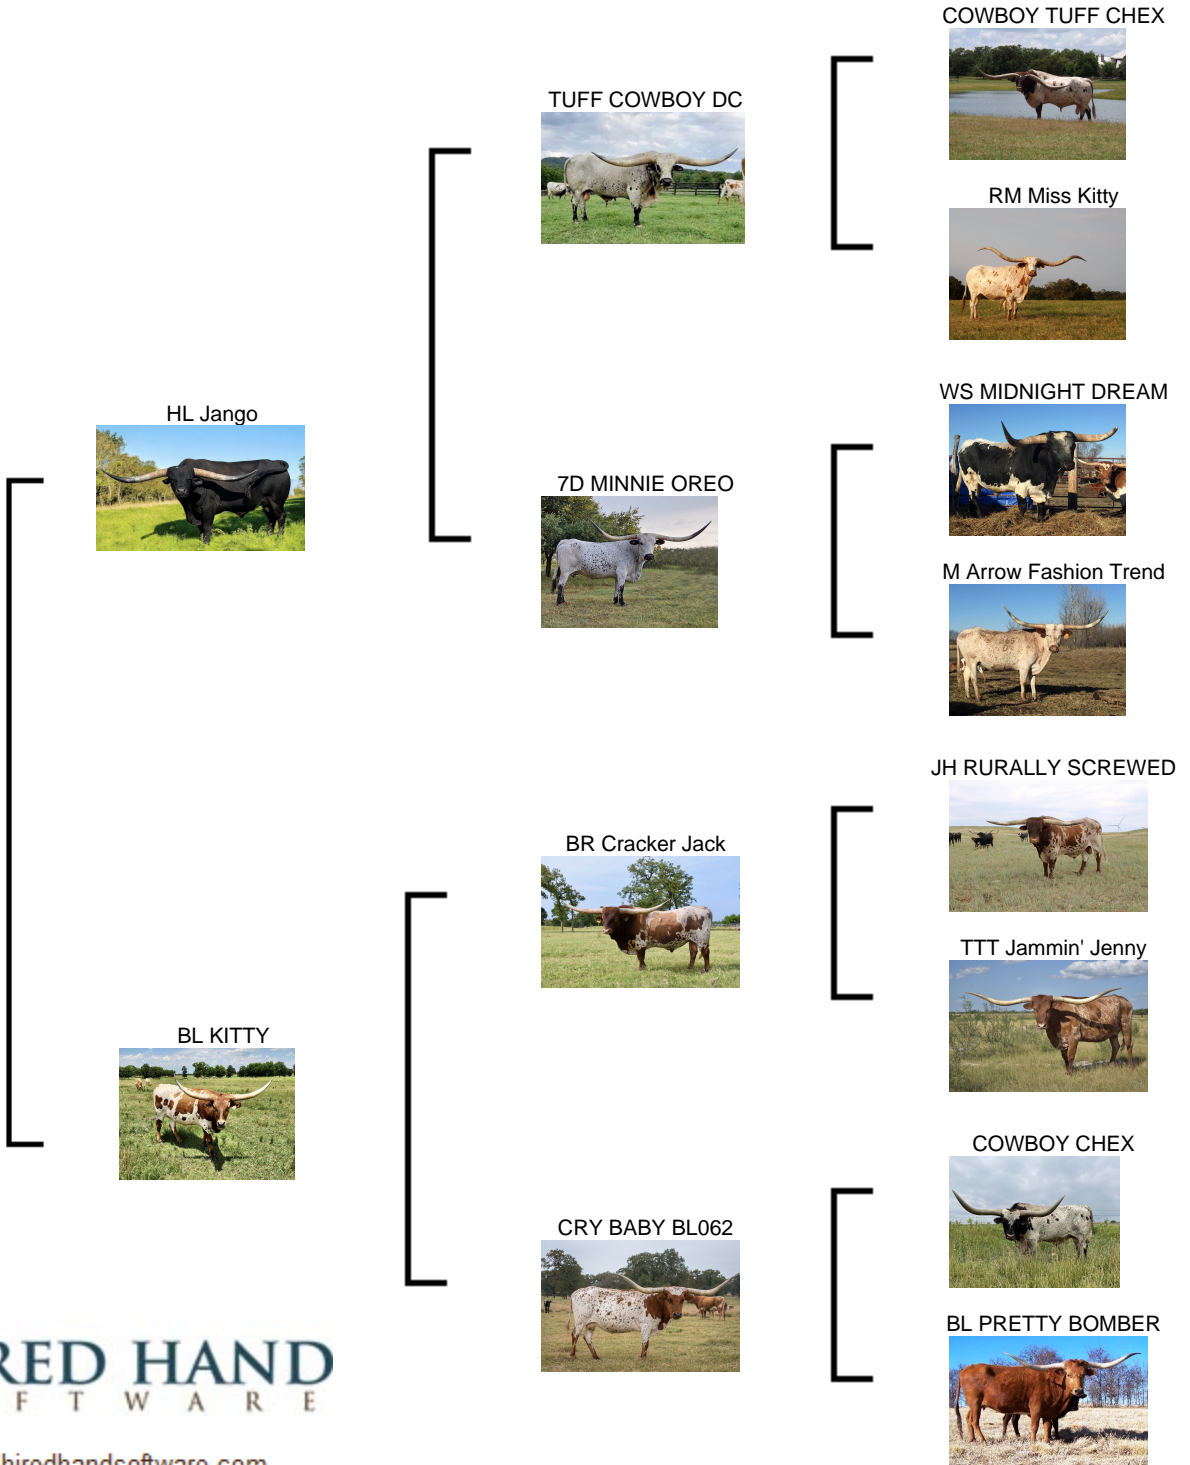 COWBOY TUFF CHEX
TUFF COWBOY DC
RM Miss Kitty
WS MIDNIGHT DREAM
HL Jango
7D MINNIE OREO
M Arrow Fashion Trend
JH RURALLY SCREWED
BR Cracker Jack
TTT Jammin' Jenny
BL KITTY
COWBOY CHEX
CRY BABY BL062
BL PRETTY BOMBER
RED HAND
F T W A R E
hiredhandsoftware.com